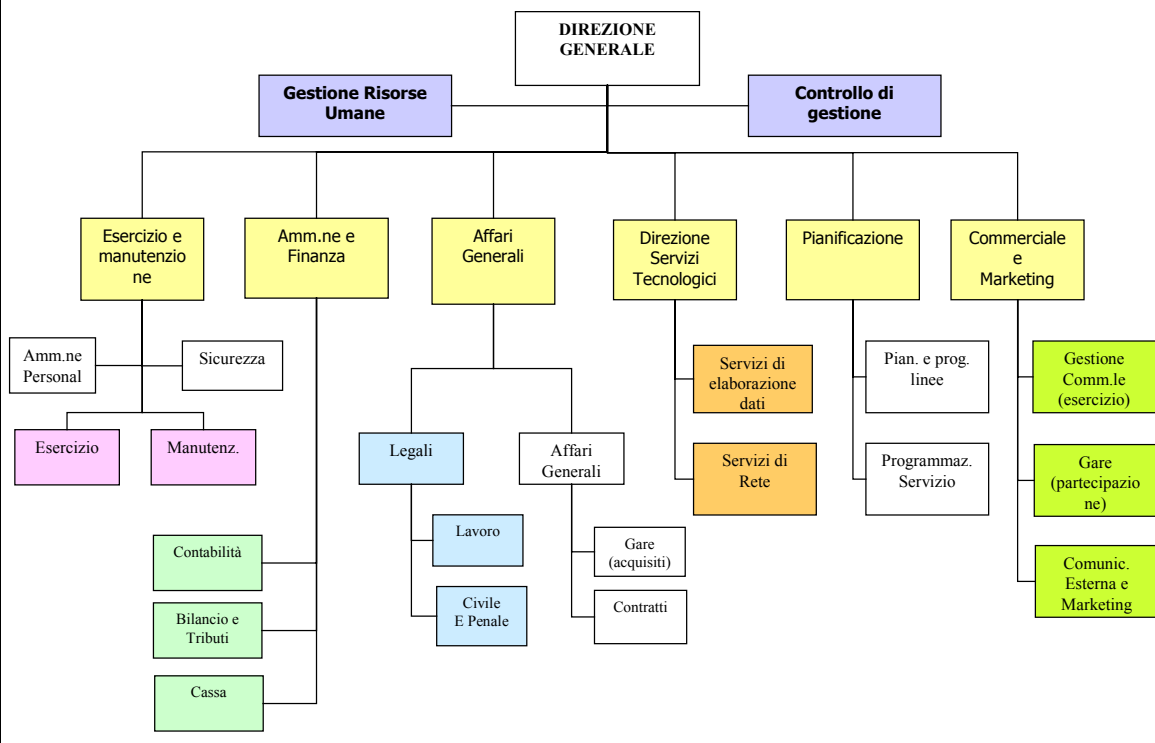 DIREZIONE
GENERALE
Gestione Risorse
Umane
Controllo di
gestione
Esercizio e
manutenzio
ne
Amm.ne e
Finanza
Affari
Generali
Direzione
Servizi
Tecnologici
Pianificazione
Commerciale
e
Marketing
Amm.ne
Personal
Sicurezza
Esercizio
Manutenz.
Contabilità
Bilancio e
Tributi
Cassa
Legali
Lavoro
Civile
E Penale
Affari
Generali
Gare
(acquisiti)
Contratti
Servizi di
elaborazione
dati
Servizi di
Rete
Pian. e prog.
linee
Programmaz.
Servizio
Gestione
Comm.le
(esercizio)
Gare
(partecipazio
ne)
Comunic.
Esterna e
Marketing